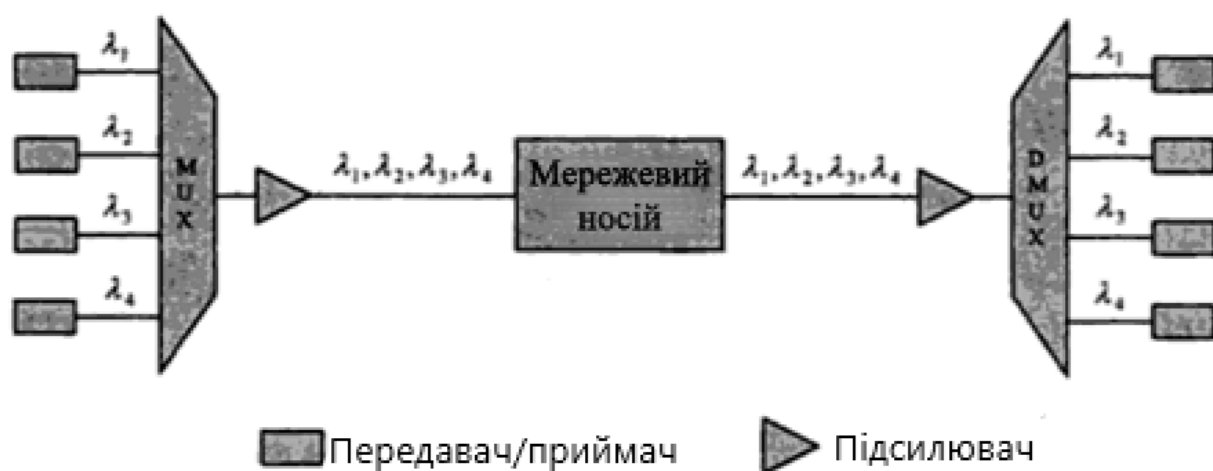 λ₁
λ₂
λ₃
λ₄
MUX
λ₁, λ₂, λ₃, λ₄
Мережевий
носій
λ₁, λ₂, λ₃, λ₄
DMUX
λ₁
λ₂
λ₃
λ₄
Передавач/приймач
Підсилювач